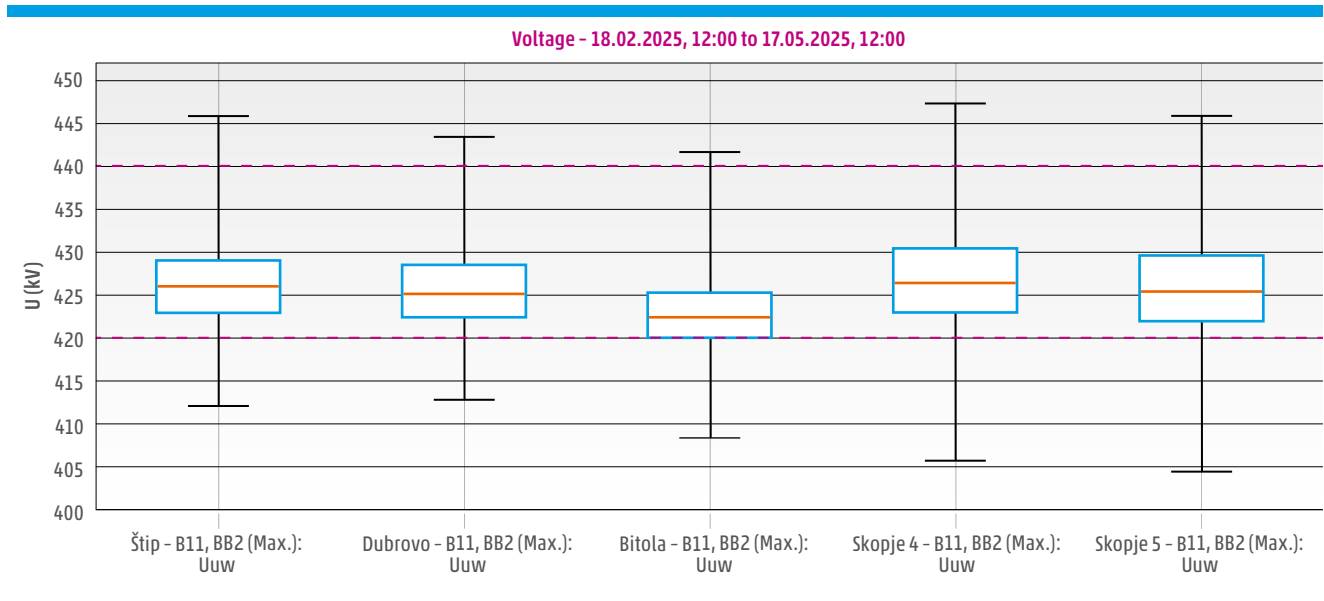 Voltage – 18.02.2025, 12:00 to 17.05.2025, 12:00
U (kV)
450
445
440
435
430
425
420
415
410
405
400
Štip – B11, BB2 (Max.):
Uuw
Dubrovo – B11, BB2 (Max.):
Uuw
Bitola – B11, BB2 (Max.):
Uuw
Skopje 4 – B11, BB2 (Max.):
Uuw
Skopje 5 – B11, BB2 (Max.):
Uuw